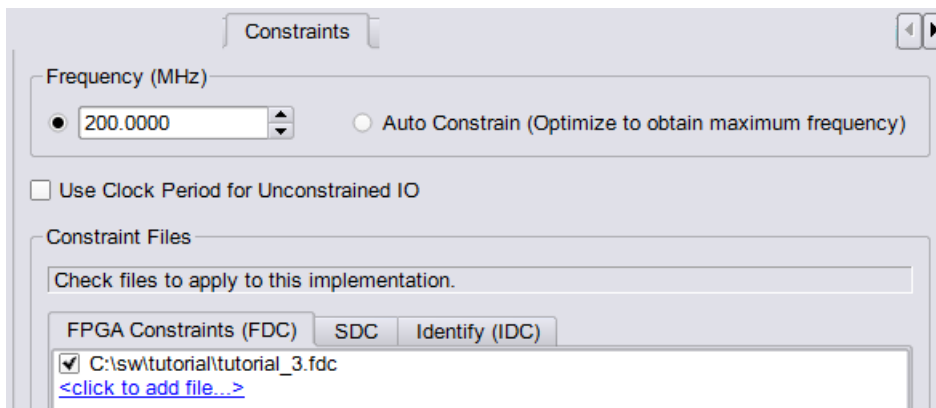 Constraints
Frequency (MHz)
200.0000 Auto Constrain (Optimize to obtain maximum frequency)
Use Clock Period for Unconstrained IO
Constraint Files
Check files to apply to this implementation.
FPGA Constraints (FDC) SDC Identify (IDC)
C:\sw\tutorial\tutorial_3.fdc
<click to add file...>